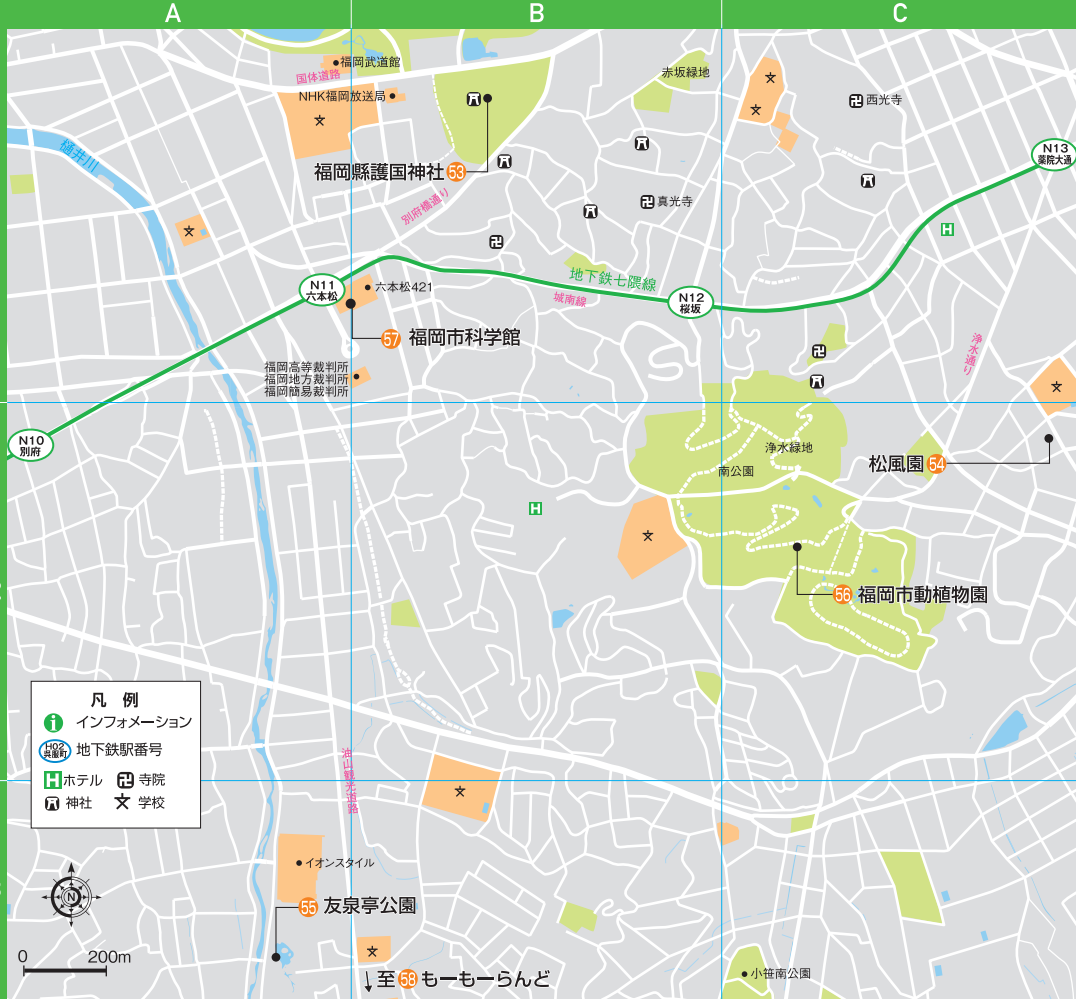 A
B
C
福岡武道館
国体道路
NHK福岡放送局
赤坂緑地
西光寺
樋井川
N13
薬院大通
福岡縣護国神社 53
別府橋通り
真光寺
地下鉄七隈線
城南線
N11
六本松
六本松421
N12
桜坂
57 福岡市科学館
浄水通り
福岡高等裁判所
福岡地方裁判所
福岡簡易裁判所
N10
別府
浄水緑地
南公園
松風園 54
56 福岡市動植物園
凡 例
インフォメーション
H02
呉服町
地下鉄駅番号
ホテル
寺院
神社
学校
油山観光道路
イオンスタイル
55 友泉亭公園
N
0 200m
↓至 58 もーもーらんど
小笹南公園